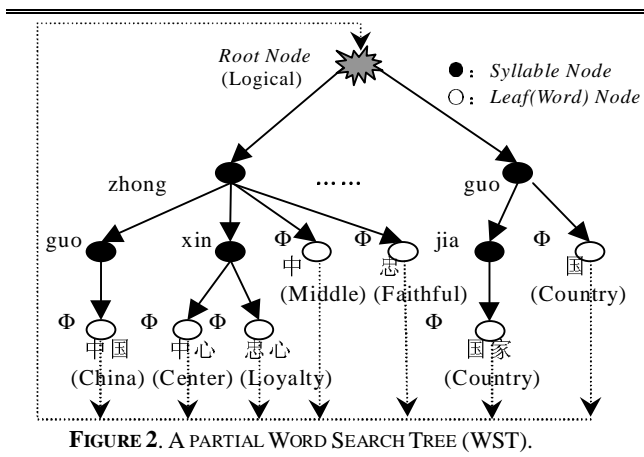 Root Node
(Logical)
● : Syllable Node
○ : Leaf(Word) Node
zhong
……
guo
guo
xin
Φ
Φ
jia
Φ
中
忠
国
(Middle) (Faithful)
(Country)
Φ
Φ
Φ
Φ
中国
中心
忠心
国家
(China) (Center) (Loyalty)
(Country)
FIGURE 2. A PARTIAL WORD SEARCH TREE (WST).